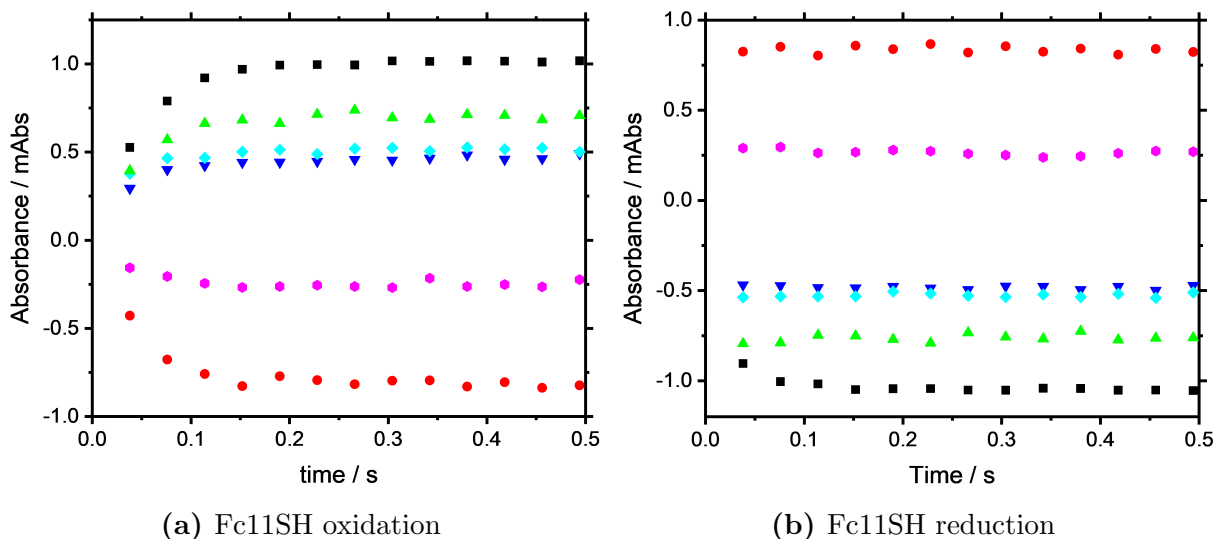 1.0
0.5
0.0
-0.5
-1.0
Absorbance / mAbs
0.0 0.1 0.2 0.3 0.4 0.5
time / s
(a) Fc11SH oxidation
1.0
0.5
0.0
-0.5
-1.0
Absorbance / mAbs
0.0 0.1 0.2 0.3 0.4 0.5
Time / s
(b) Fc11SH reduction